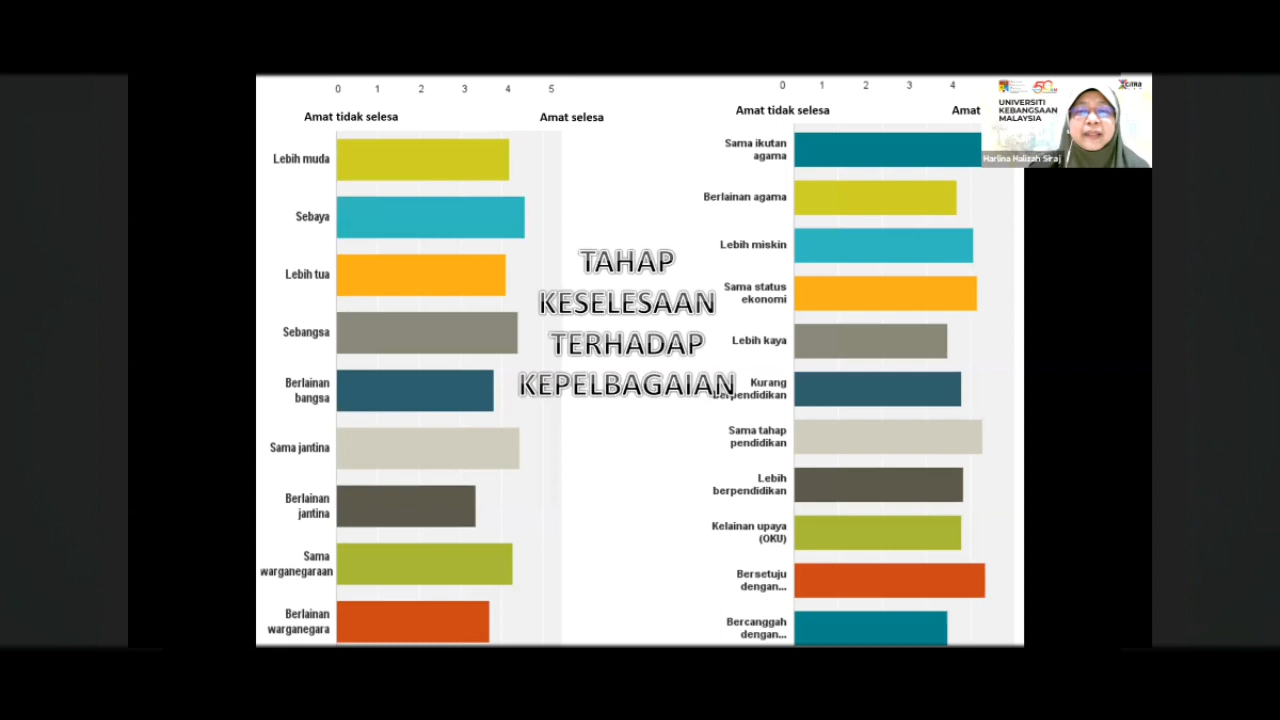 0 1 2 3 4 5
Amat tidak selesa
Amat selesa
Lebih muda
Sebaya
Lebih tua
Sebangsa
Berlainan
bangsa
Sama jantina
Berlainan
jantina
Sama
warganegaraan
Berlainan
warganegara
TAHAP
KESELESAAN
TERHADAP
KEPELBAGAIAN
0 1 2 3 4
Amat tidak selesa
Amat
Sama ikutan
agama
Berlainan agama
Lebih miskin
Sama status
ekonomi
Lebih kaya
Kurang
berpendidikan
Sama tahap
pendidikan
Lebih
berpendidikan
Kelainan upaya
(OKU)
Bersetuju
dengan...
Bercanggah
dengan...
UNIVERSITI
KEBANGSAAN
MALAYSIA
Harlina Halizah Siraj